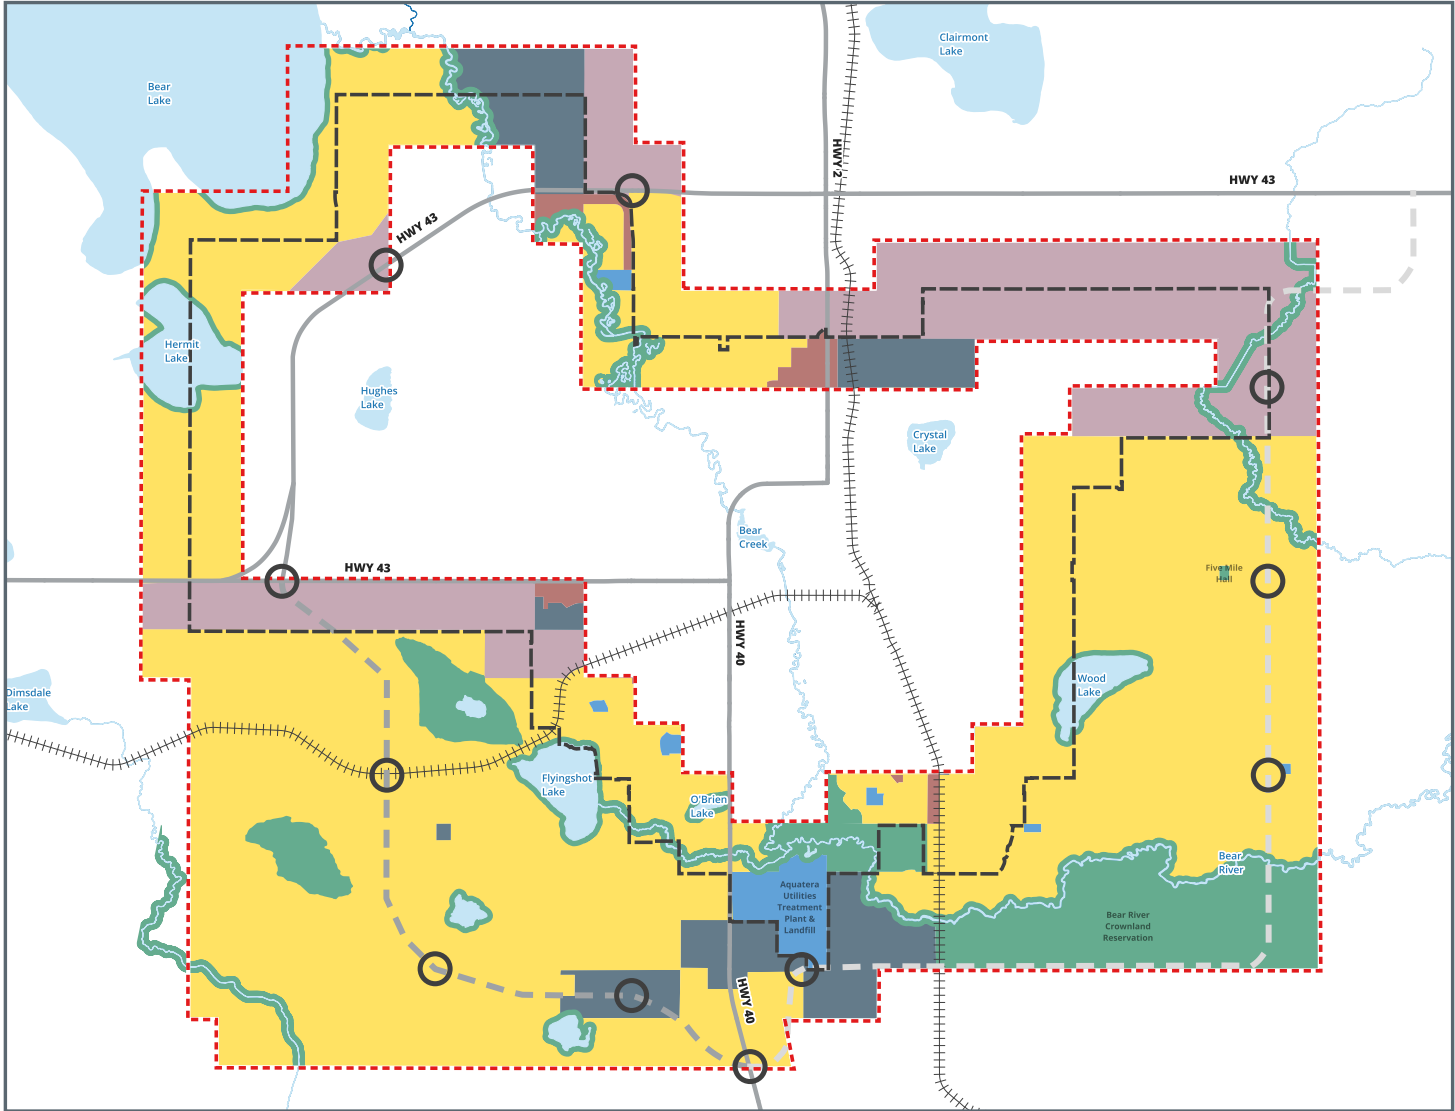 Clairmont
Lake
Bear
Lake
HWY 2
HWY 43
HWY 43
Hermit
Lake
Hughes
Lake
Crystal
Lake
Bear
Creek
HWY 43
Five Mile
Hall
HWY 40
Dimsdale
Lake
Wood
Lake
Flyingshot
Lake
O'Brien
Lake
Bear
River
Aquatera
Utilities
Treatment
Plant &
Landfill
Bear River
Crownland
Reservation
HWY 40